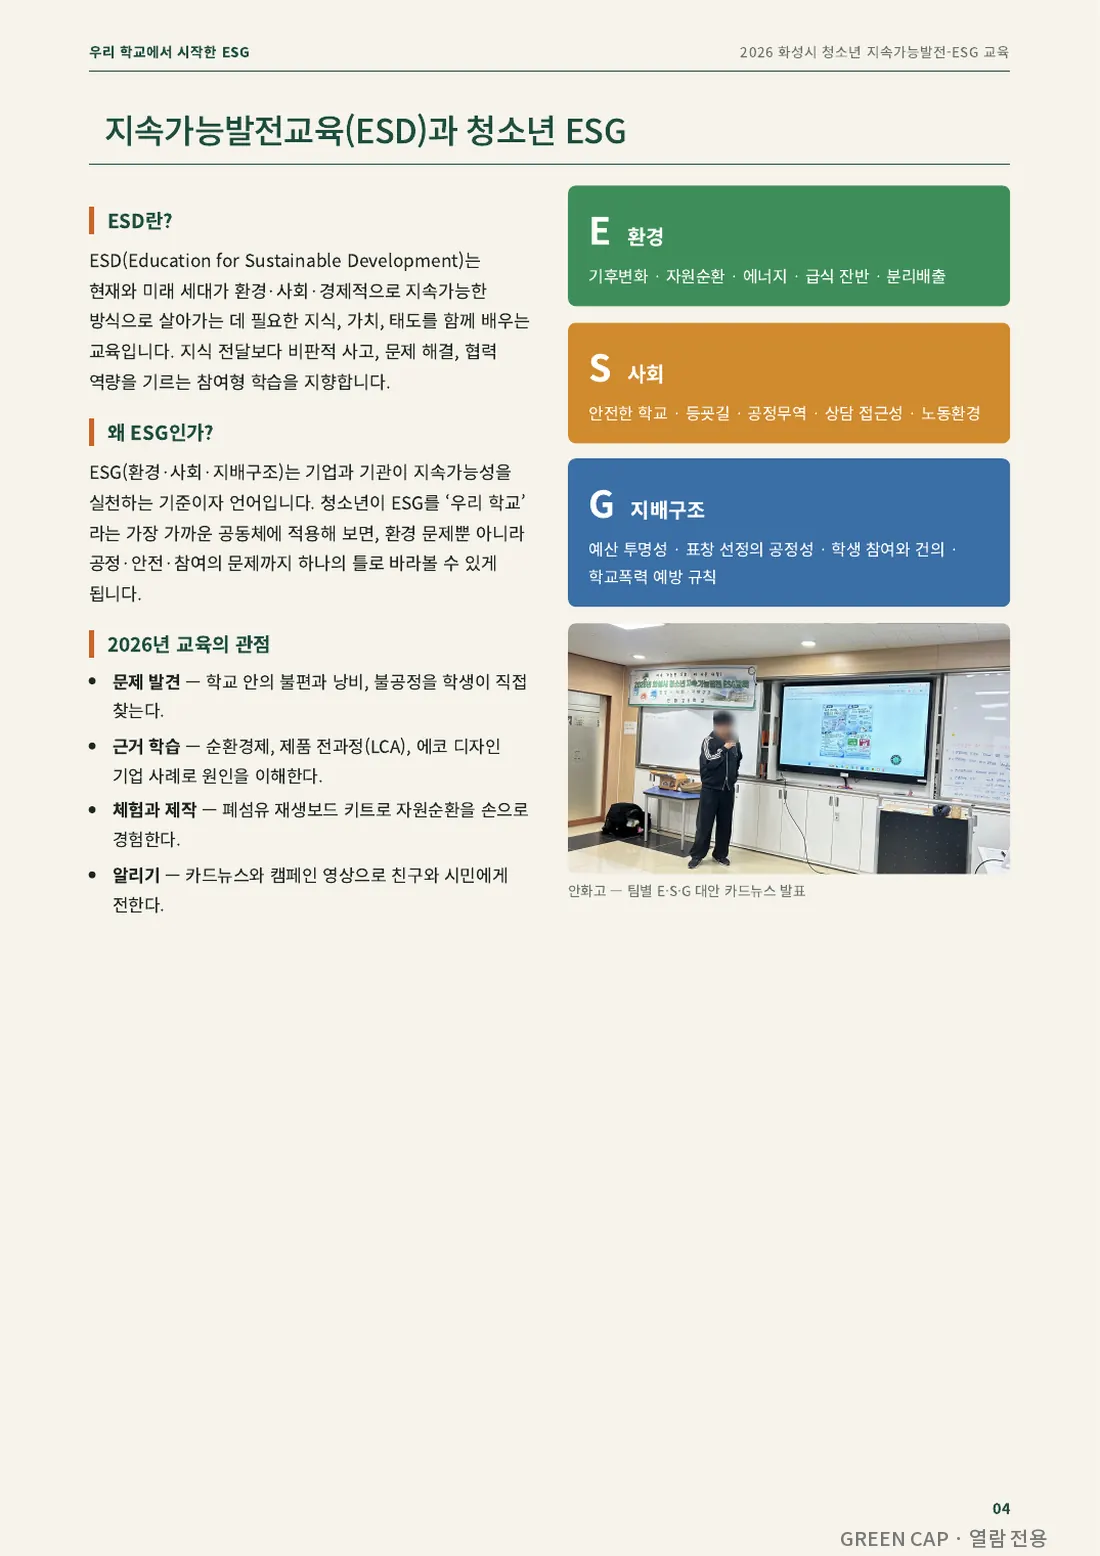 우리 학교에서 시작한 ESG
2026 화성시 청소년 지속가능발전-ESG 교육
지속가능발전교육(ESD)과 청소년 ESG
ESD란?
ESD(Education for Sustainable Development)는
현재와 미래 세대가 환경·사회·경제적으로 지속가능한
방식으로 살아가는 데 필요한 지식, 가치, 태도를 함께 배우는
교육입니다. 지식 전달보다 비판적 사고, 문제 해결, 협력
역량을 기르는 참여형 학습을 지향합니다.
왜 ESG인가?
ESG(환경·사회·지배구조)는 기업과 기관이 지속가능성을
실천하는 기준이자 언어입니다. 청소년이 ESG를 ‘우리 학교’
라는 가장 가까운 공동체에 적용해 보면, 환경 문제뿐 아니라
공정·안전·참여의 문제까지 하나의 틀로 바라볼 수 있게
됩니다.
2026년 교육의 관점
• 문제 발견 — 학교 안의 불편과 낭비, 불공정을 학생이 직접
찾는다.
• 근거 학습 — 순환경제, 제품 전과정(LCA), 에코 디자인
기업 사례로 원인을 이해한다.
• 체험과 제작 — 폐섬유 재생보드 키트로 자원순환을 손으로
경험한다.
• 알리기 — 카드뉴스와 캠페인 영상으로 친구와 시민에게
전한다.
E 환경
기후변화 · 자원순환 · 에너지 · 급식 잔반 · 분리배출
S 사회
안전한 학교 · 등굣길 · 공정무역 · 상담 접근성 · 노동환경
G 지배구조
예산 투명성 · 표창 선정의 공정성 · 학생 참여와 건의 ·
학교폭력 예방 규칙
2026년 화성시 청소년 지속가능발전 ESG교육
안화고 — 팀별 E·S·G 대안 카드뉴스 발표
04
GREEN CAP · 열람 전용